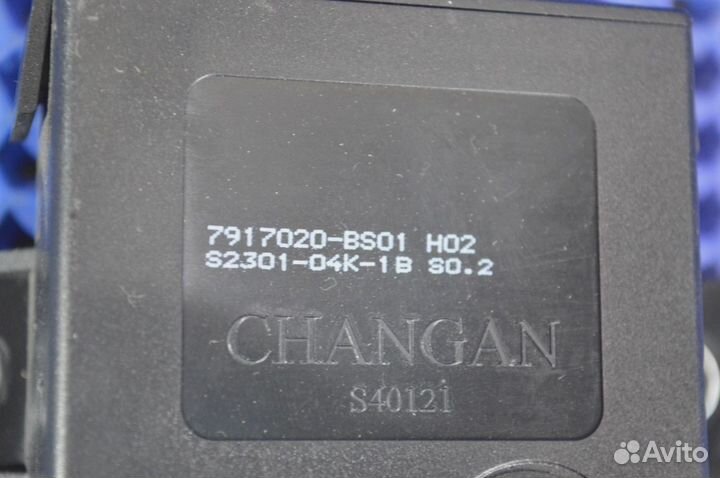 7917020-BS01 H02
S2301-04K-1B S0.2
CHANGAN
S40121
Avito